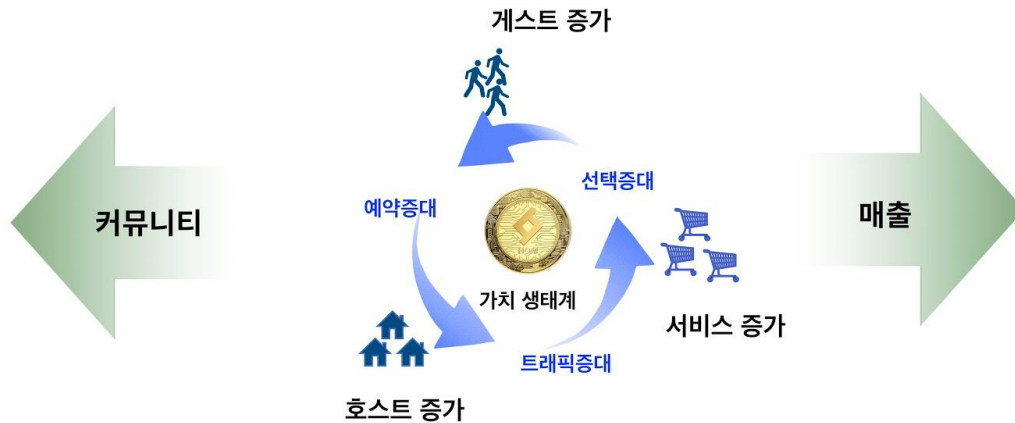 게스트 증가
선택증대
예약증대
커뮤니티
매출
가치 생태계
서비스 증가
트래픽증대
호스트 증가